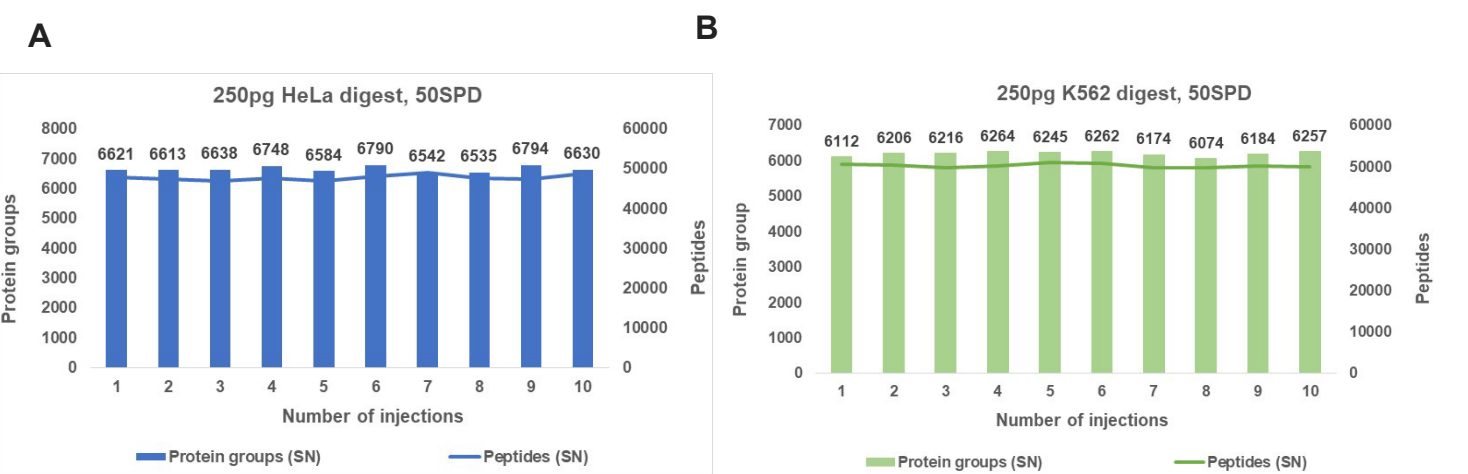 A
250pg HeLa digest, 50SPD
8000
7000
6000
5000
4000
3000
2000
1000
0
Protein groups
6621 6613 6638 6748 6584 6790 6542 6535 6794 6630
60000
50000
40000
30000
20000
10000
0
Peptides
1 2 3 4 5 6 7 8 9 10
Number of injections
Protein groups (SN) Peptides (SN)
B
250pg K562 digest, 50SPD
7000
6000
5000
4000
3000
2000
1000
0
Protein group
6112 6206 6216 6264 6245 6262 6174 6074 6184 6257
60000
50000
40000
30000
20000
10000
0
Peptides
1 2 3 4 5 6 7 8 9 10
Number of injections
Protein groups (SN) Peptides (SN)